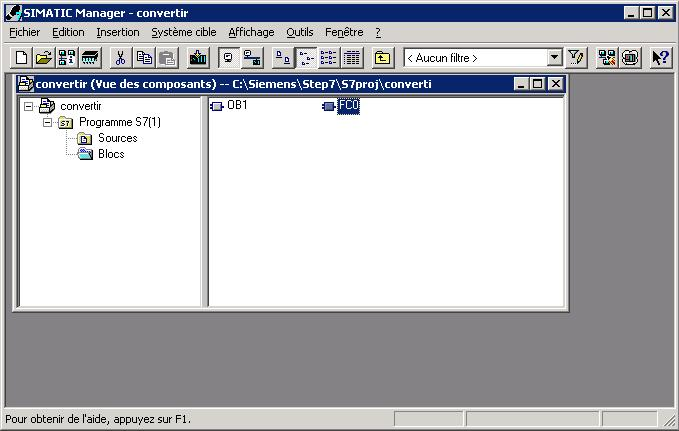 SIMATIC Manager - convertir
Fichier Edition Insertion Système cible Affichage Outils Fenêtre ?
< Aucun filtre >
convertir (Vue des composants) -- C:\Siemens\Step7\S7proj\converti
convertir
OB1 FC0
S7 Programme S7(1)
Sources
Blocs
Pour obtenir de l'aide, appuyez sur F1.